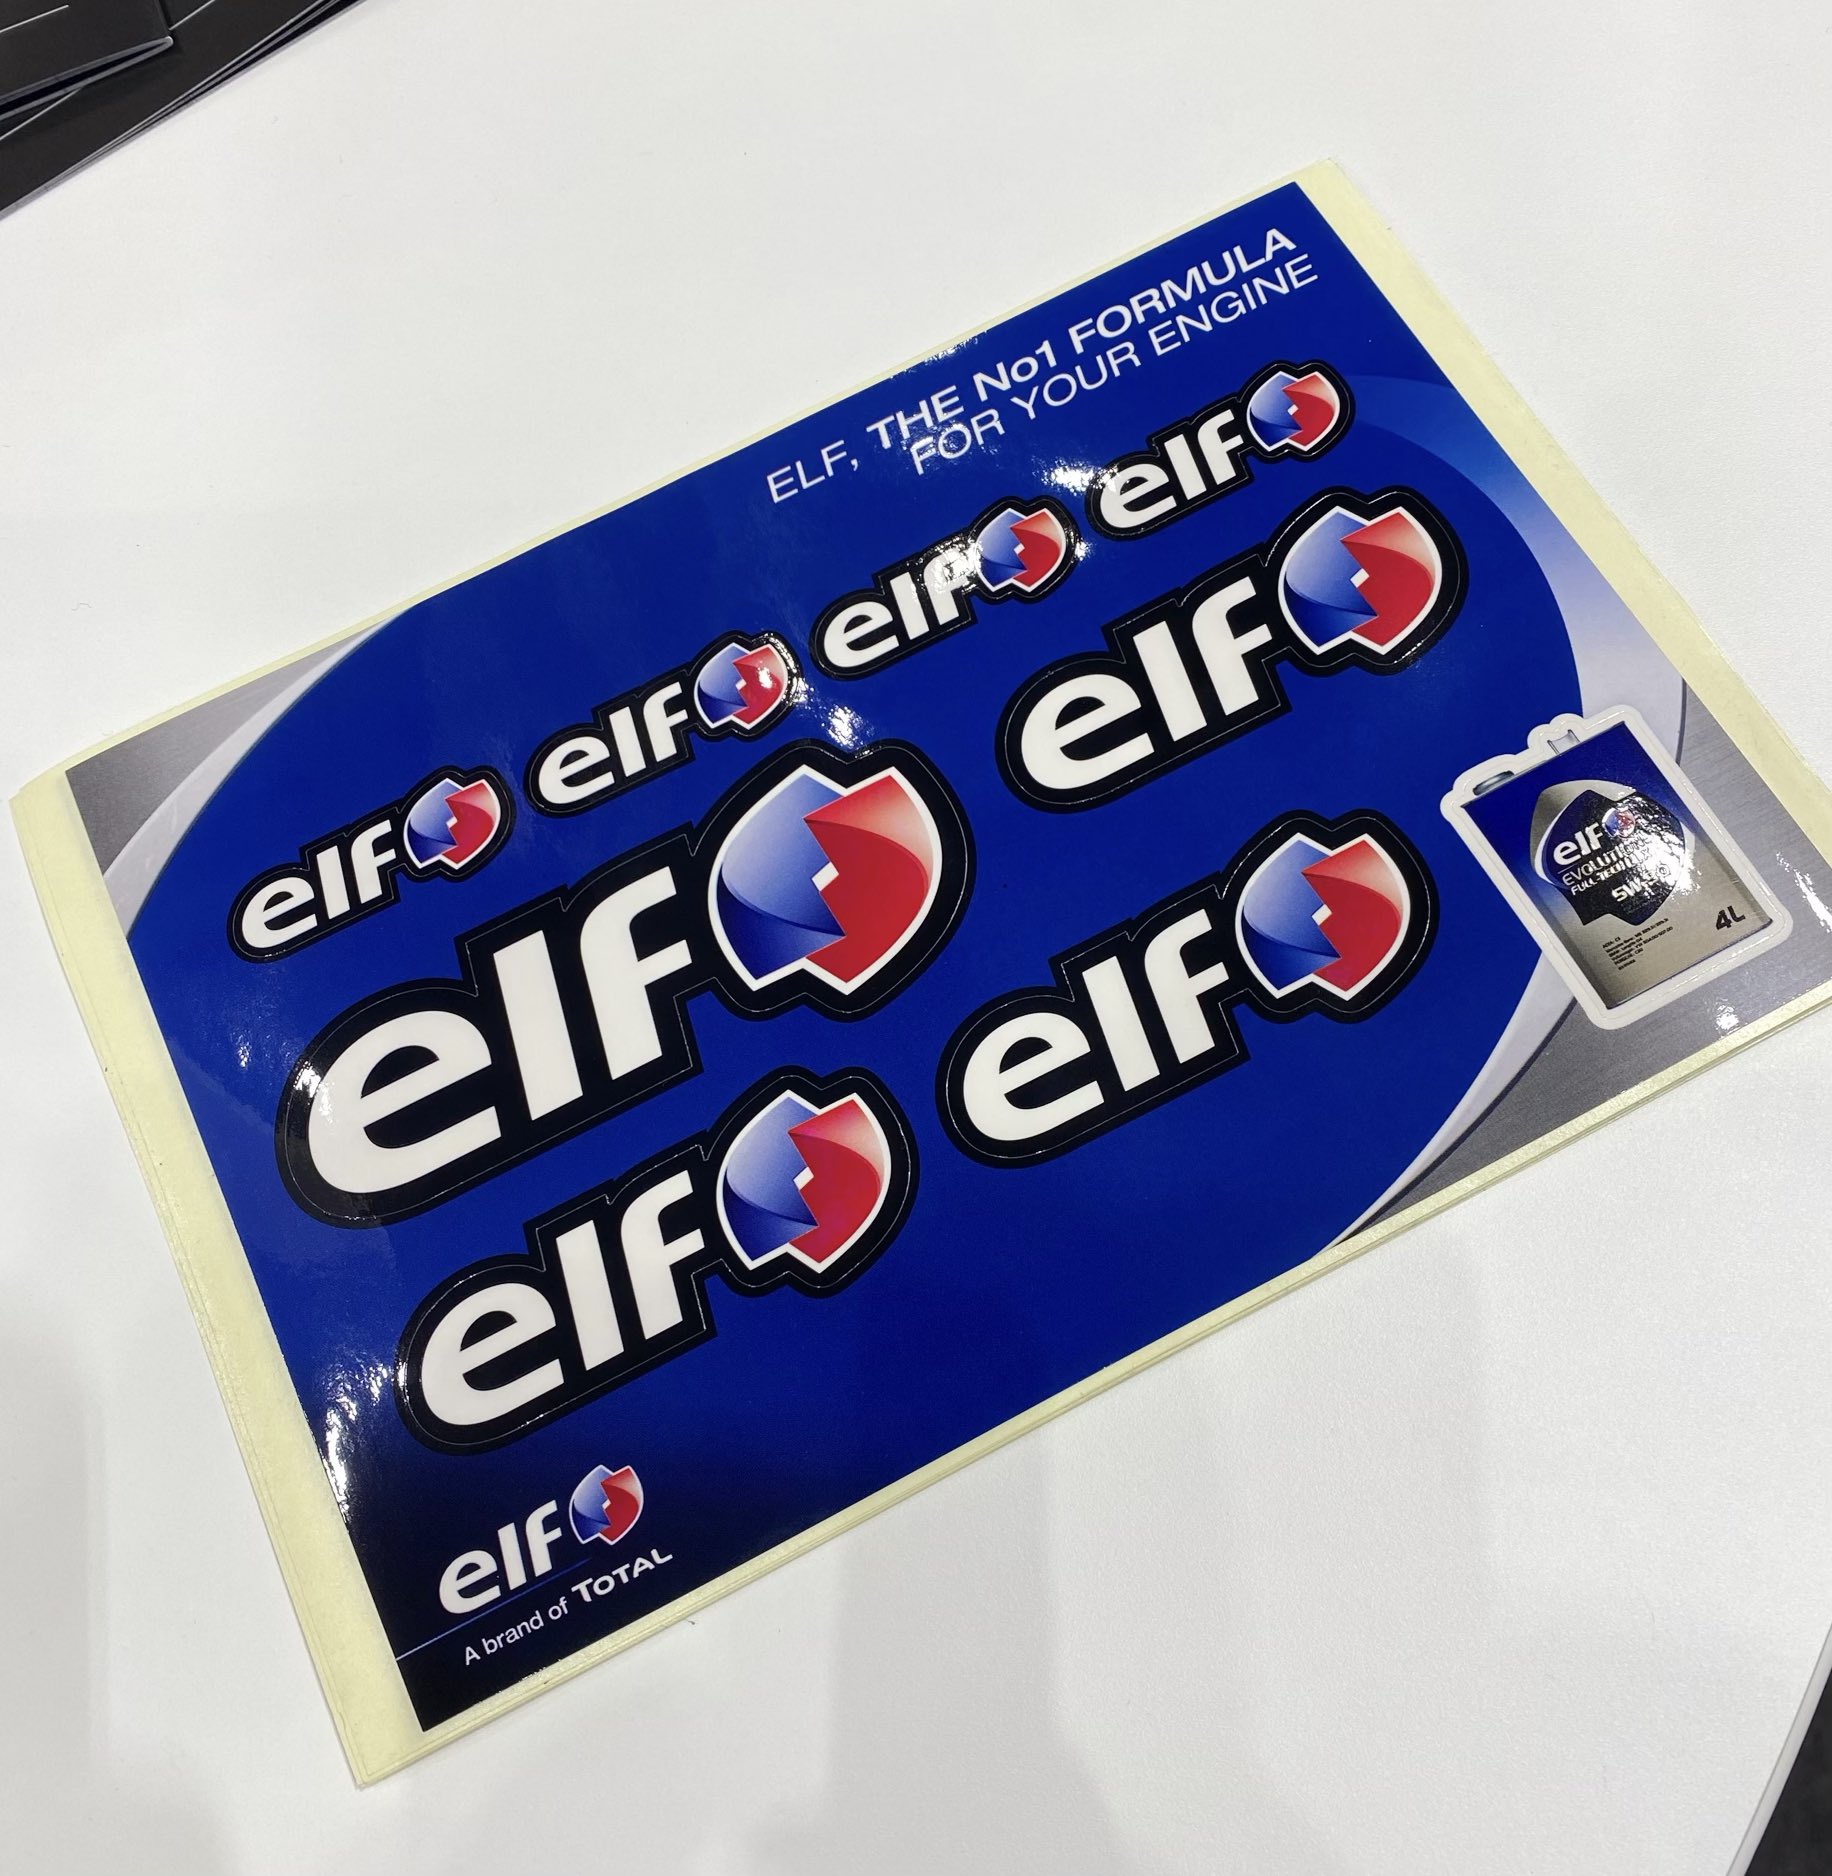 ELF, THE No1 FORMULA
FOR YOUR ENGINE
elf
elf
elf
elf
elf
elf
elf
elf
elf
EVOLUTION
FULL TECH
4L
elf
A brand of TOTAL